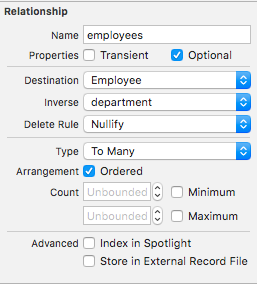 Relationship
Name employees
Properties Transient Optional
Destination Employee
Inverse department
Delete Rule Nullify
Type To Many
Arrangement Ordered
Count Unbounded Minimum
Unbounded Maximum
Advanced Index in Spotlight
Store in External Record File